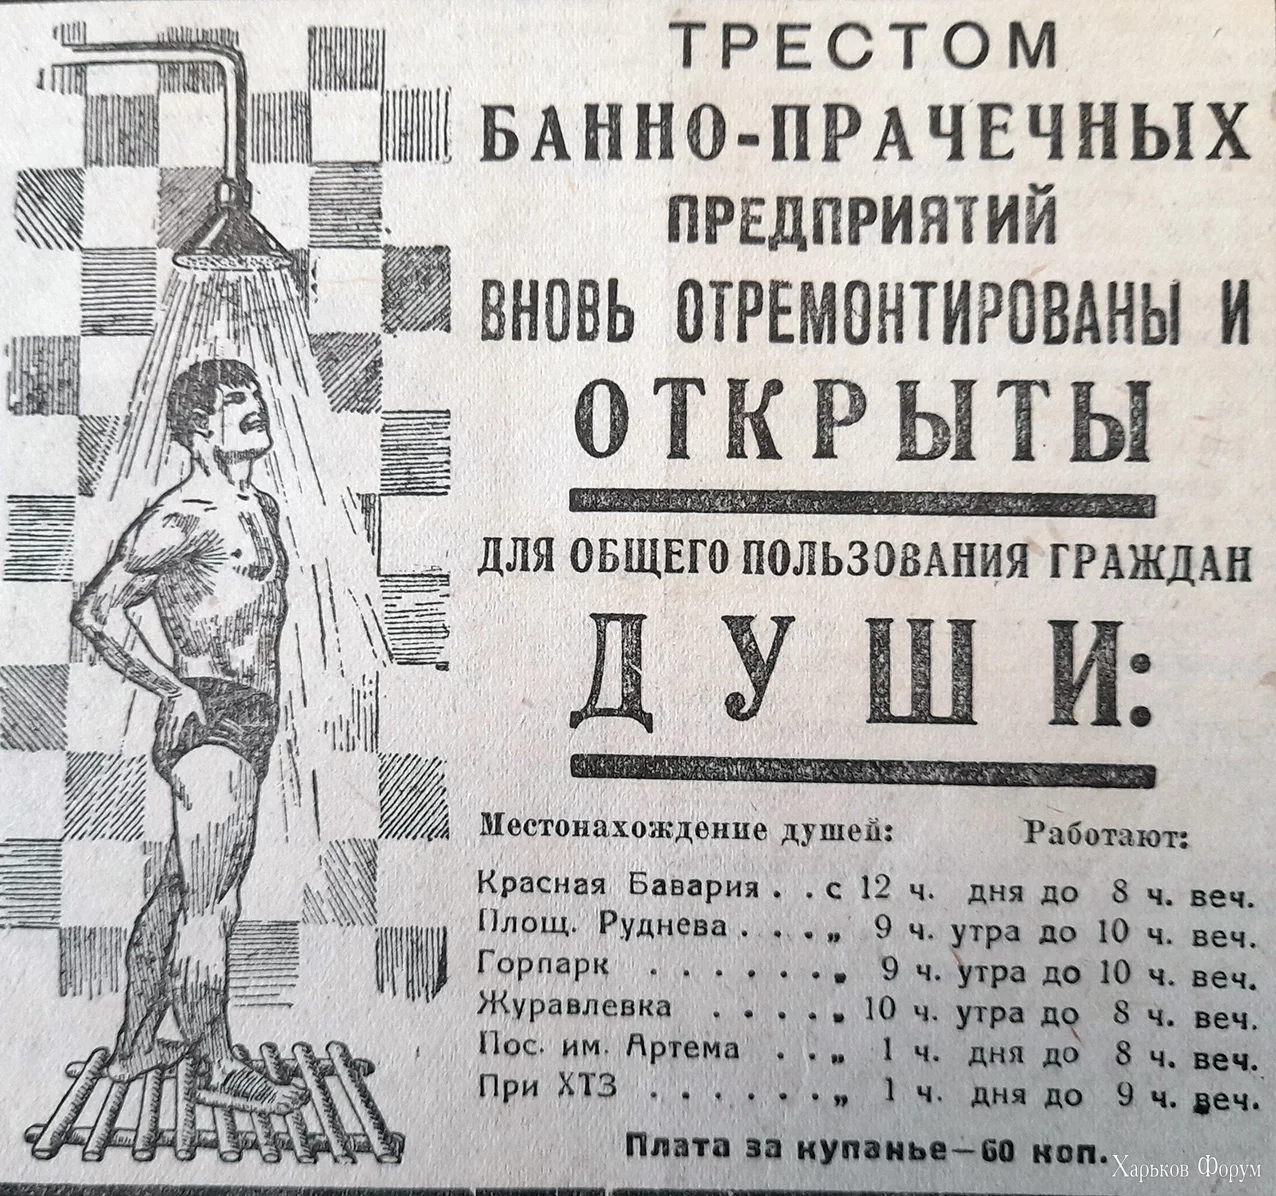 ТРЕСТОМ
БАННО-ПРАЧЕЧНЫХ
ПРЕДПРИЯТИЙ
ВНОВЬ ОТРЕМОНТИРОВАНЫ И
ОТКРЫТЫ
ДЛЯ ОБЩЕГО ПОЛЬЗОВАНИЯ ГРАЖДАН
ДУШИ:
Местонахождение душей: Работают:
Красная Бавария . . с 12 ч. дня до 8 ч. веч.
Площ. Руднева . . . . „ 9 ч. утра до 10 ч. веч.
Горпарк . . . . . . . „ 9 ч. утра до 10 ч. веч.
Журавлевка . . . . . „ 10 ч. утра до 8 ч. веч.
Пос. им. Артема . . . „ 1 ч. дня до 8 ч. веч.
При ХТЗ . . . . . . . „ 1 ч. дня до 9 ч. веч.
Плата за купанье—60 коп.
Харьков Форум